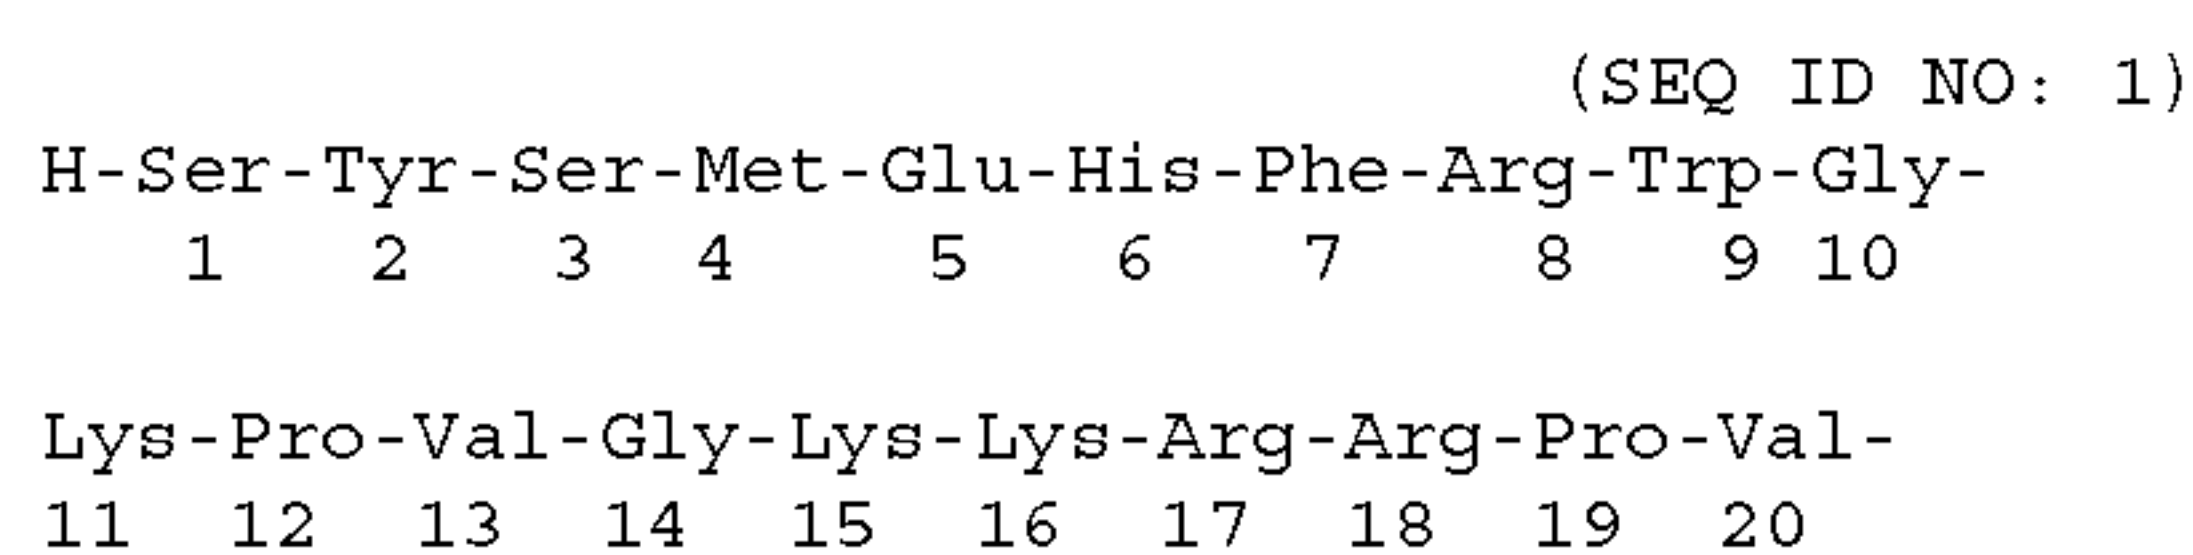 (SEQ ID NO: 1)
H-Ser-Tyr-Ser-Met-Glu-His-Phe-Arg-Trp-Gly-
1 2 3 4 5 6 7 8 9 10
Lys-Pro-Val-Gly-Lys-Lys-Arg-Arg-Pro-Val-
11 12 13 14 15 16 17 18 19 20